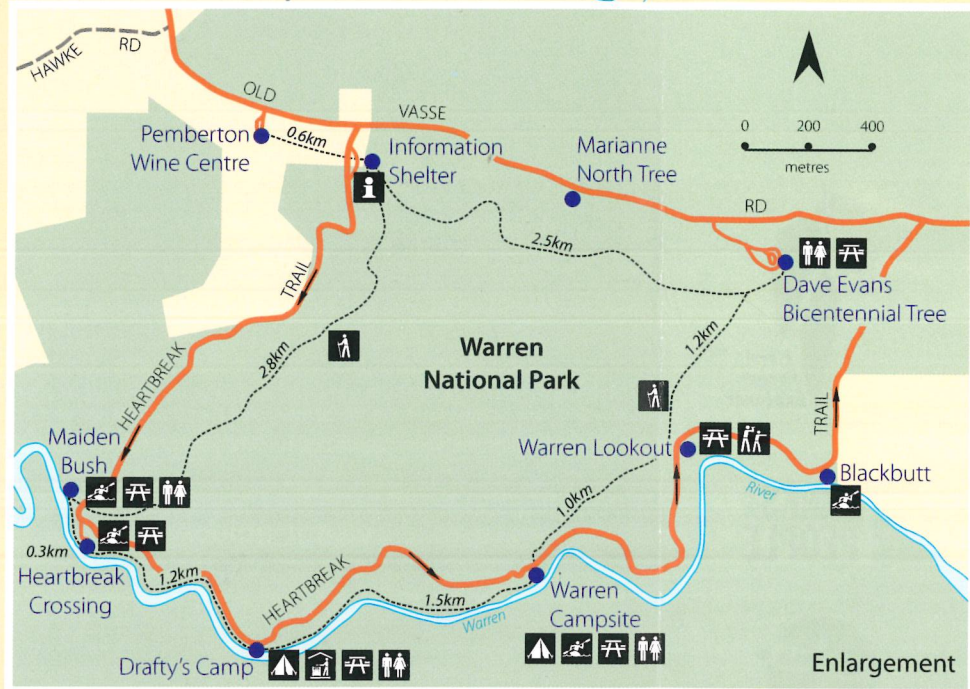 HAWKE RD
OLD VASSE RD
Pemberton
Wine Centre
0.6km
Information
Shelter
i
Marianne
North Tree
0 200 400
metres
2.5km
Dave Evans
Bicentennial Tree
HEARTBREAK TRAIL
2.8km
Warren
National Park
1.2km
Maiden
Bush
Warren Lookout
TRAIL
Blackbutt
River
1.0km
0.3km
Heartbreak
Crossing
1.2km
HEARTBREAK
1.5km
Warren
Warren
Campsite
Drafty's Camp
Enlargement